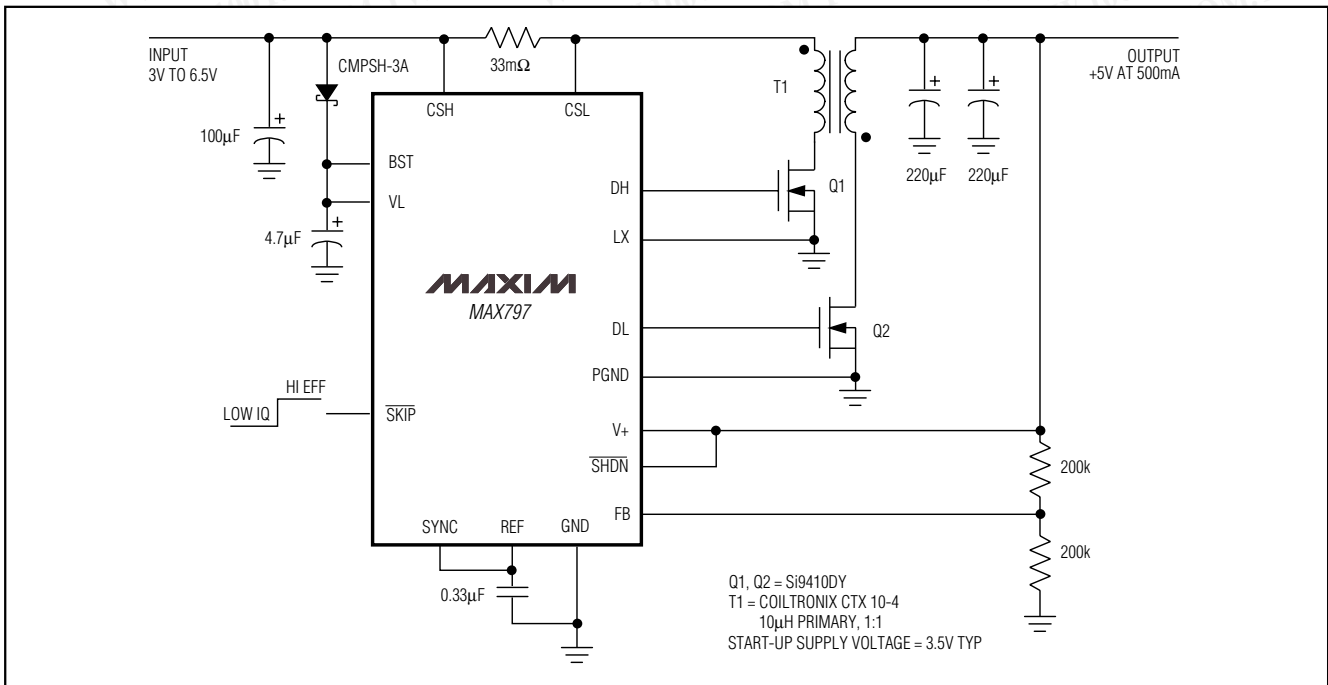 INPUT
3V TO 6.5V
CMPSH-3A
33mΩ
T1
OUTPUT
+5V AT 500mA
CSH
CSL
100µF
+
BST
VL
+
4.7µF
DH
Q1
LX
+
+
220µF
220µF
MAXIM
MAX797
DL
Q2
PGND
HI EFF
LOW IQ
SKIP
V+
SHDN
200k
FB
SYNC
REF
GND
200k
0.33µF
Q1, Q2 = Si9410DY
T1 = COILTRONIX CTX 10-4
10µH PRIMARY, 1:1
START-UP SUPPLY VOLTAGE = 3.5V TYP